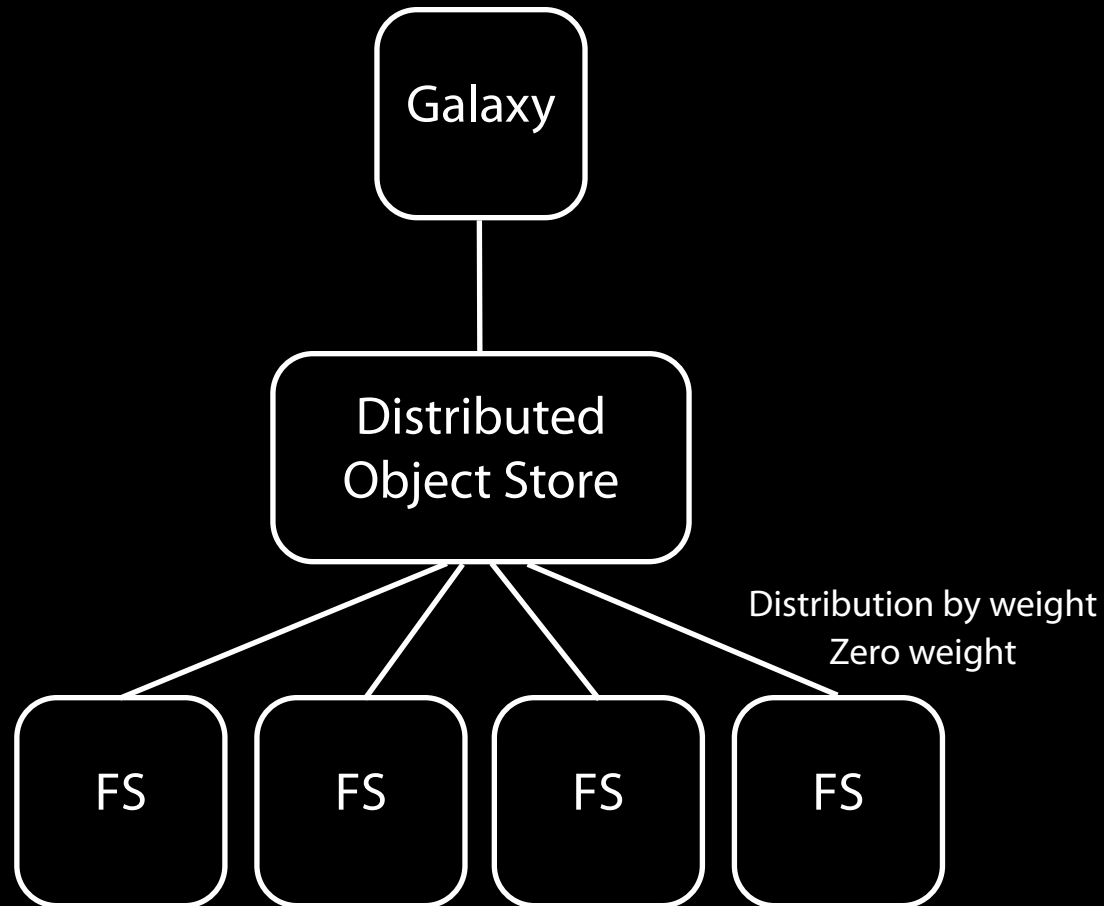 Galaxy
Distributed
Object Store
Distribution by weight
Zero weight
FS
FS
FS
FS